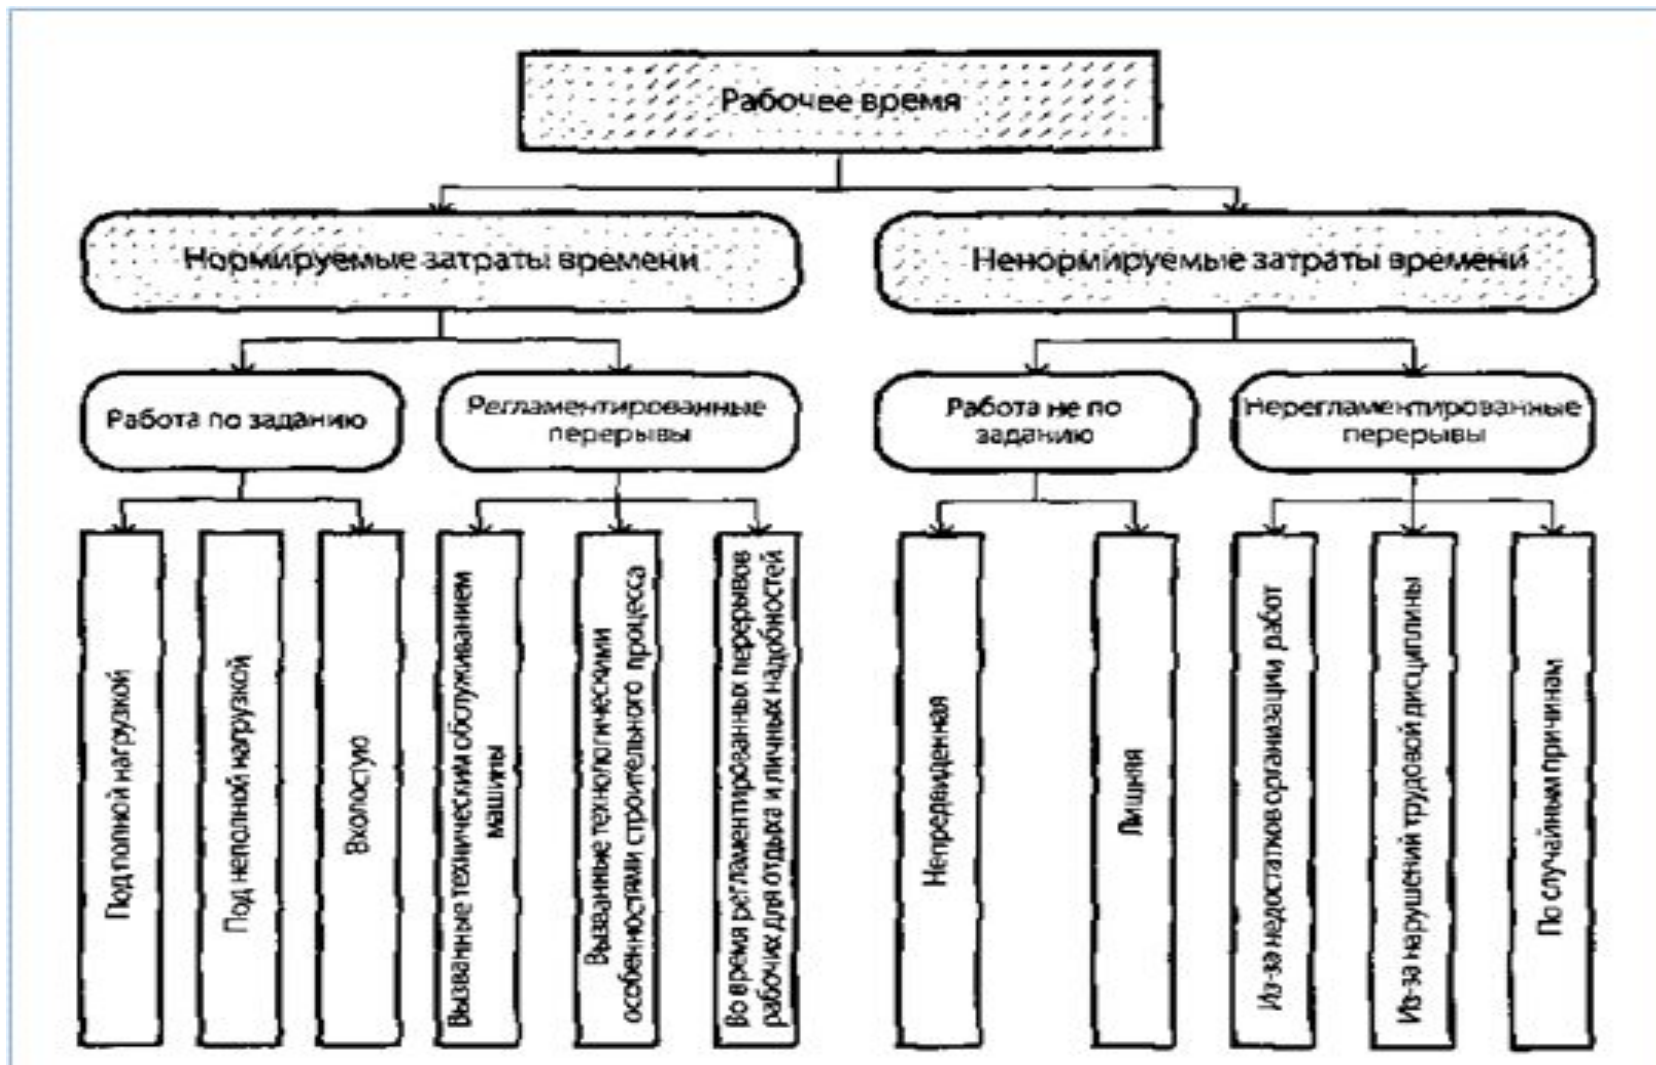 Рабочее время
Нормируемые затраты времени
Ненормируемые затраты времени
Работа по заданию
Регламентированные
перерывы
Работа не по
заданию
Нерегламентированные
перерывы
Под полной нагрузкой
Под неполной нагрузкой
Вхолостую
Вызванные техническим обслуживанием
машины
Вызванные технологическими
особенностями строительного процесса
Во время регламентированных перерывов
рабочих для отдыха и личных надобностей
Непредвиденная
Лишняя
Из-за недостатков организации работ
Из-за нарушений трудовой дисциплины
По случайным причинам